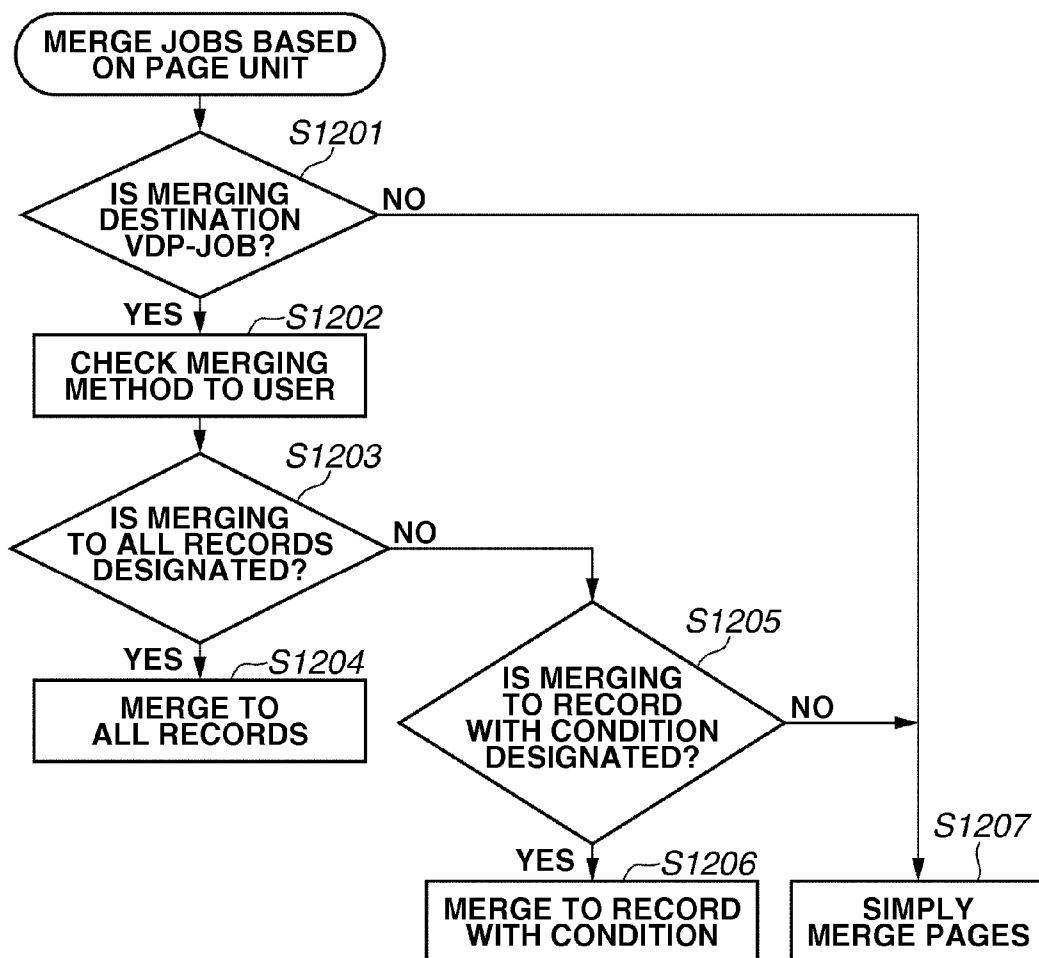 MERGE JOBS BASED
ON PAGE UNIT
S1201
IS MERGING
DESTINATION
VDP-JOB?
NO
YES
S1202
CHECK MERGING
METHOD TO USER
S1203
IS MERGING
TO ALL RECORDS
DESIGNATED?
NO
YES
S1204
MERGE TO
ALL RECORDS
S1205
IS MERGING
TO RECORD
WITH CONDITION
DESIGNATED?
NO
YES
S1206
MERGE TO RECORD
WITH CONDITION
S1207
SIMPLY
MERGE PAGES